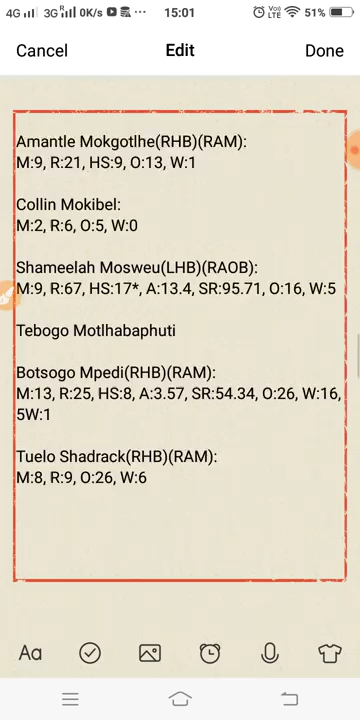 4G 3G R 0K/s ... 15:01 Vo) LTE 51%
Cancel Edit Done
Amantle Mokgotlhe(RHB)(RAM):
M:9, R:21, HS:9, O:13, W:1
Collin Mokibel:
M:2, R:6, O:5, W:0
Shameelah Mosweu(LHB)(RAOB):
M:9, R:67, HS:17*, A:13.4, SR:95.71, O:16, W:5
Tebogo Motlhabaphuti
Botsogo Mpedi(RHB)(RAM):
M:13, R:25, HS:8, A:3.57, SR:54.34, O:26, W:16,
5W:1
Tuelo Shadrack(RHB)(RAM):
M:8, R:9, O:26, W:6
Aa